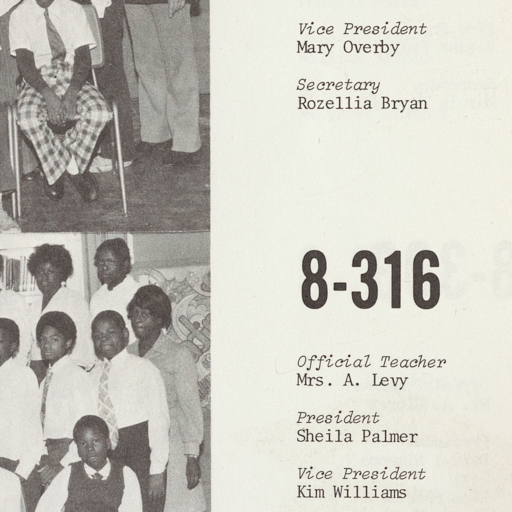 Vice President
Mary Overby
Secretary
Rozellia Bryan
8-316
Official Teacher
Mrs. A. Levy
President
Sheila Palmer
Vice President
Kim Williams